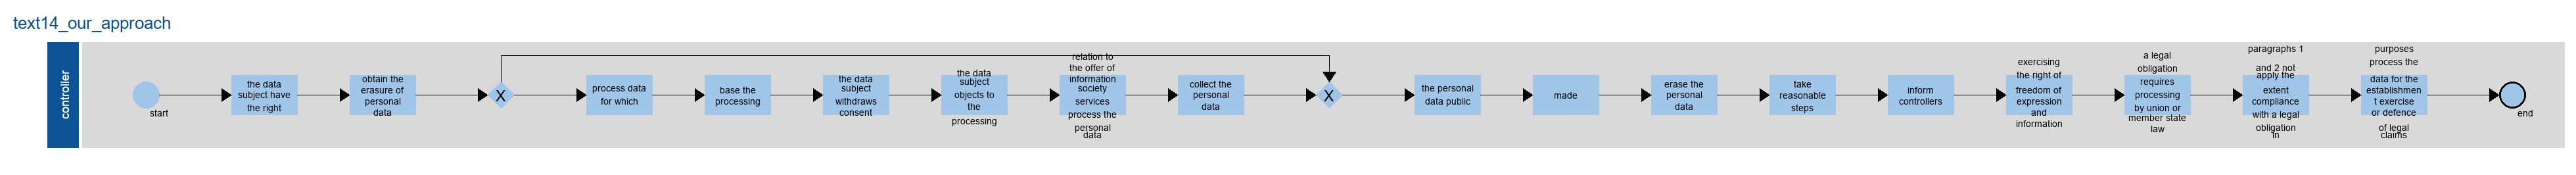 text14_our_approach
controller
start
the data
subject have
the right
obtain the
erasure of
personal
data
X
process data
for which
base the
processing
the data
subject
withdraws
consent
the data
subject
objects to
the
processing
relation to
the offer of
information
society
services
process the
personal
data
collect the
personal
data
X
the personal
data public
made
erase the
personal
data
take
reasonable
steps
inform
controllers
exercising
the right of
freedom of
expression
and
information
a legal
obligation
requires
processing
by union or
member state
law
paragraphs 1
and 2 not
apply the
extent
compliance
with a legal
obligation
in
purposes
process the
data for the
establishmen
t exercise
or defence
of legal
claims
end